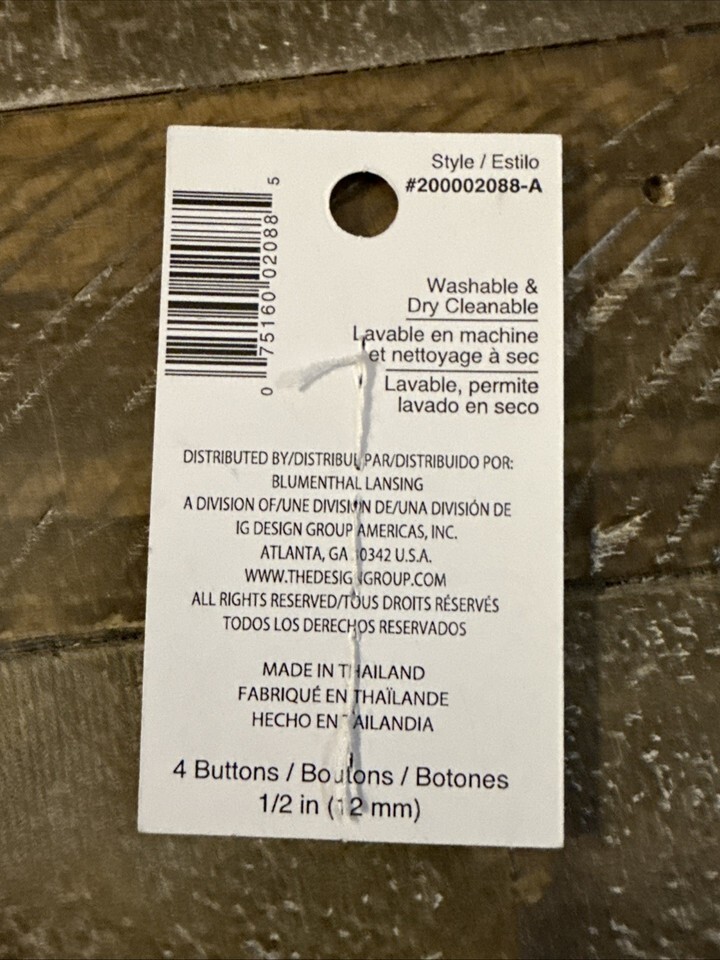 Style / Estilo
#200002088-A
0 75160 02088 5
Washable &
Dry Cleanable
Lavable en machine
et nettoyage à sec
Lavable, permite
lavado en seco
DISTRIBUTED BY/DISTRIBUÉ PAR/DISTRIBUIDO POR:
BLUMENTHAL LANSING
A DIVISION OF/UNE DIVISION DE/UNA DIVISIÓN DE
IG DESIGN GROUP AMERICAS, INC.
ATLANTA, GA 30342 U.S.A.
WWW.THEDESIGNGROUP.COM
ALL RIGHTS RESERVED/TOUS DROITS RÉSERVÉS
TODOS LOS DERECHOS RESERVADOS
MADE IN THAILAND
FABRIQUÉ EN THAÏLANDE
HECHO EN TAILANDIA
4 Buttons / Boutons / Botones
1/2 in (12 mm)